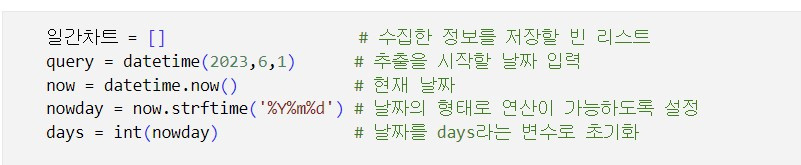 일간차트 = [] # 수집한 정보를 저장할 빈 리스트
query = datetime(2023,6,1) # 추출을 시작할 날짜 입력
now = datetime.now() # 현재 날짜
nowday = now.strftime('%Y%m%d') # 날짜의 형태로 연산이 가능하도록 설정
days = int(nowday) # 날짜를 days라는 변수로 초기화